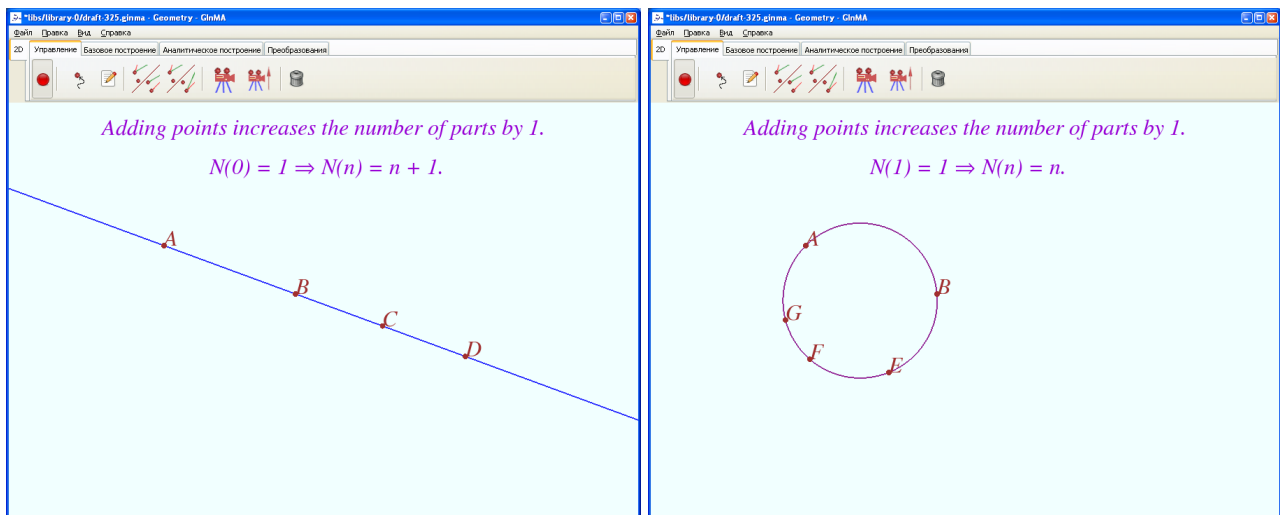 *libs/library-0/draft-325.ginma - Geometry - GInMA
Файл Правка Вид Справка
2D Управление Базовое построение Аналитическое построение Преобразования
Adding points increases the number of parts by 1.
N(0) = 1 ⇒ N(n) = n + 1.
A
B
C
D
*libs/library-0/draft-325.ginma - Geometry - GInMA
Файл Правка Вид Справка
2D Управление Базовое построение Аналитическое построение Преобразования
Adding points increases the number of parts by 1.
N(1) = 1 ⇒ N(n) = n.
A
B
G
F
E